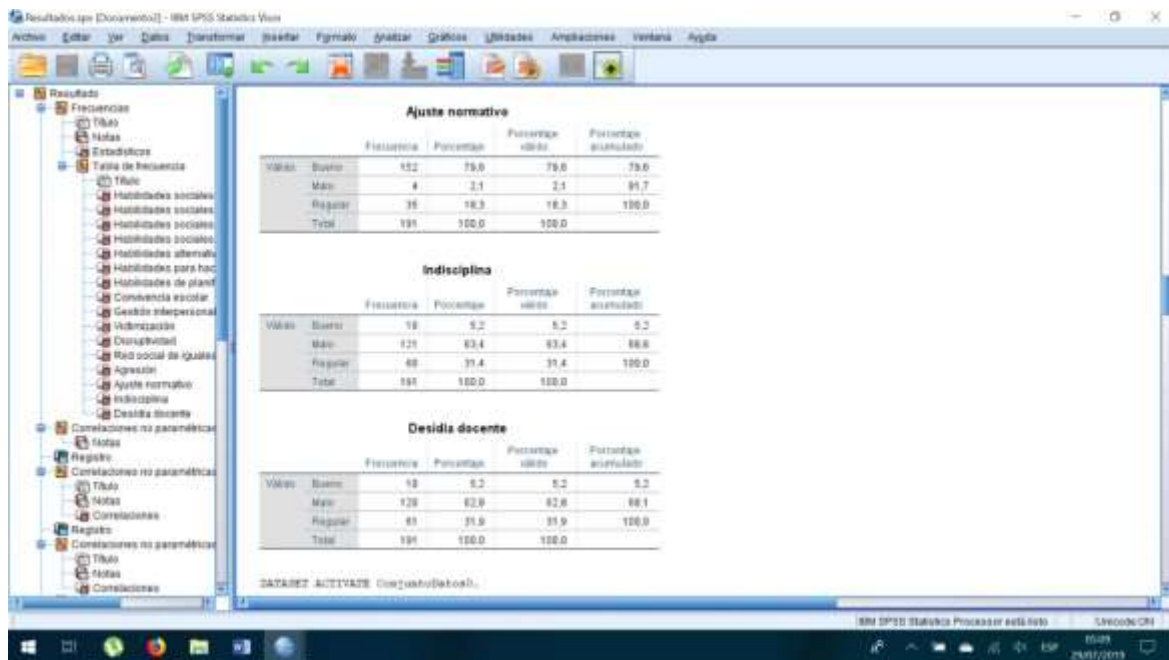 Resultados.spv [Documento2] - IBM SPSS Statistics Visor
Archivo Editar Ver Datos Transformar Insertar Formato Analizar Gráficos Utilidades Ampliaciones Ventana Ayuda
Resultado
Frecuencias
Título
Notas
Estadísticos
Tabla de frecuencia
Título
Habilidades sociales
Habilidades sociales
Habilidades sociales
Habilidades sociales
Habilidades alternativ
Habilidades para hac
Habilidades de planif
Convivencia escolar
Gestión interpersonal
Victimización
Disruptividad
Red social de iguales
Agresión
Ajuste normativo
Indisciplina
Desidia docente
Correlaciones no paramétricas
Notas
Registro
Correlaciones no paramétricas
Título
Notas
Correlaciones
Registro
Correlaciones no paramétricas
Título
Notas
Correlaciones
Ajuste normativo
Frecuencia Porcentaje Porcentaje válido Porcentaje acumulado
Válido Bueno 152 79,6 79,6 79,6
Malo 4 2,1 2,1 81,7
Regular 35 18,3 18,3 100,0
Total 191 100,0 100,0
Indisciplina
Frecuencia Porcentaje Porcentaje válido Porcentaje acumulado
Válido Bueno 10 5,2 5,2 5,2
Malo 121 63,4 63,4 68,6
Regular 60 31,4 31,4 100,0
Total 191 100,0 100,0
Desidia docente
Frecuencia Porcentaje Porcentaje válido Porcentaje acumulado
Válido Bueno 10 5,2 5,2 5,2
Malo 120 62,8 62,8 68,1
Regular 61 31,9 31,9 100,0
Total 191 100,0 100,0
DATASET ACTIVATE ConjuntoDatos0.
IBM SPSS Statistics Processor está listo Unicode:ON
ESP
29/07/2019